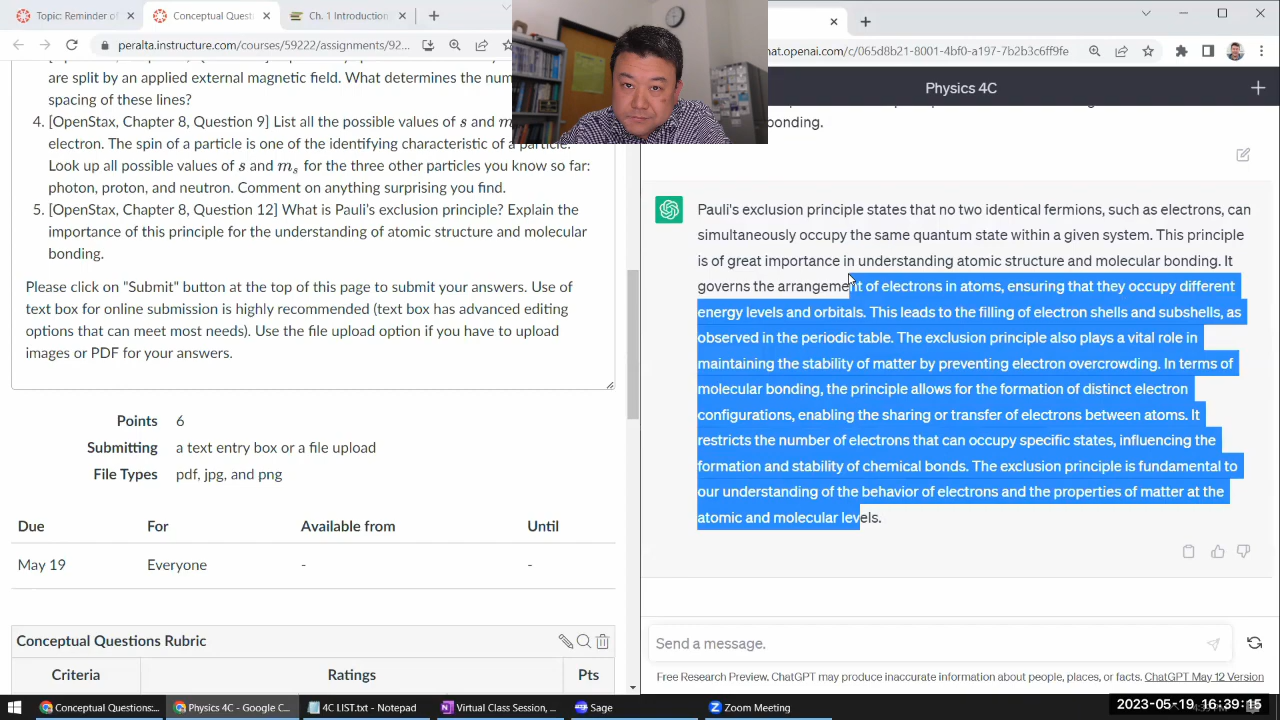 Topic: Reminder of
Conceptual Ques
Ch. 1 Introduction
peralta.instructure.com/courses/59222/assignments/92...
hat.openai.com/c/065d8b21-8001-4bf0-a197-7b2b3c6ff9fe
Physics 4C
are split by an applied external magnetic field. What determines the num
spacing of these lines?
4. [OpenStax, Chapter 8, Question 9] List all the possible values of s and m
electron. The spin of a particle is one of the identifying characteristic of a particle.
Look up all possible values of s and ms for the three other particles you know so far:
photon, proton, and neutron. Comment on anything surprising you find.
5. [OpenStax, Chapter 8, Question 12] What is Pauli's exclusion principle? Explain the
importance of this principle for the understanding of atomic structure and molecular
bonding.
Please click on "Submit" button at the top of this page to submit your answers. Use of
text box for online submission is highly recommended (text box has advanced editing
options that can meet most needs). Use the file upload option if you have to upload
images or PDF for your answers.
Points 6
Submitting a text entry box or a file upload
File Types pdf, jpg, and png
Due For Available from Until
May 19 Everyone - -
Conceptual Questions Rubric
Criteria Ratings Pts
bonding.
Pauli's exclusion principle states that no two identical fermions, such as electrons, can
simultaneously occupy the same quantum state within a given system. This principle
is of great importance in understanding atomic structure and molecular bonding. It
governs the arrangement of electrons in atoms, ensuring that they occupy different
energy levels and orbitals. This leads to the filling of electron shells and subshells, as
observed in the periodic table. The exclusion principle also plays a vital role in
maintaining the stability of matter by preventing electron overcrowding. In terms of
molecular bonding, the principle allows for the formation of distinct electron
configurations, enabling the sharing or transfer of electrons between atoms. It
restricts the number of electrons that can occupy specific states, influencing the
formation and stability of chemical bonds. The exclusion principle is fundamental to
our understanding of the behavior of electrons and the properties of matter at the
atomic and molecular levels.
Send a message.
Free Research Preview. ChatGPT may produce inaccurate information about people, places, or facts. ChatGPT May 12 Version
Conceptual Questions:...
Physics 4C - Google C...
4C LIST.txt - Notepad
Virtual Class Session, ...
Sage
Zoom Meeting
2023-05-19 16:39:15